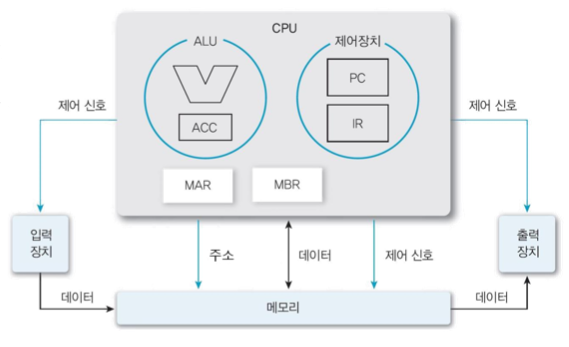 CPU
ALU
제어장치
PC
ACC
IR
제어 신호
제어 신호
MAR
MBR
입력
장치
주소
데이터
제어 신호
출력
장치
데이터
메모리
데이터